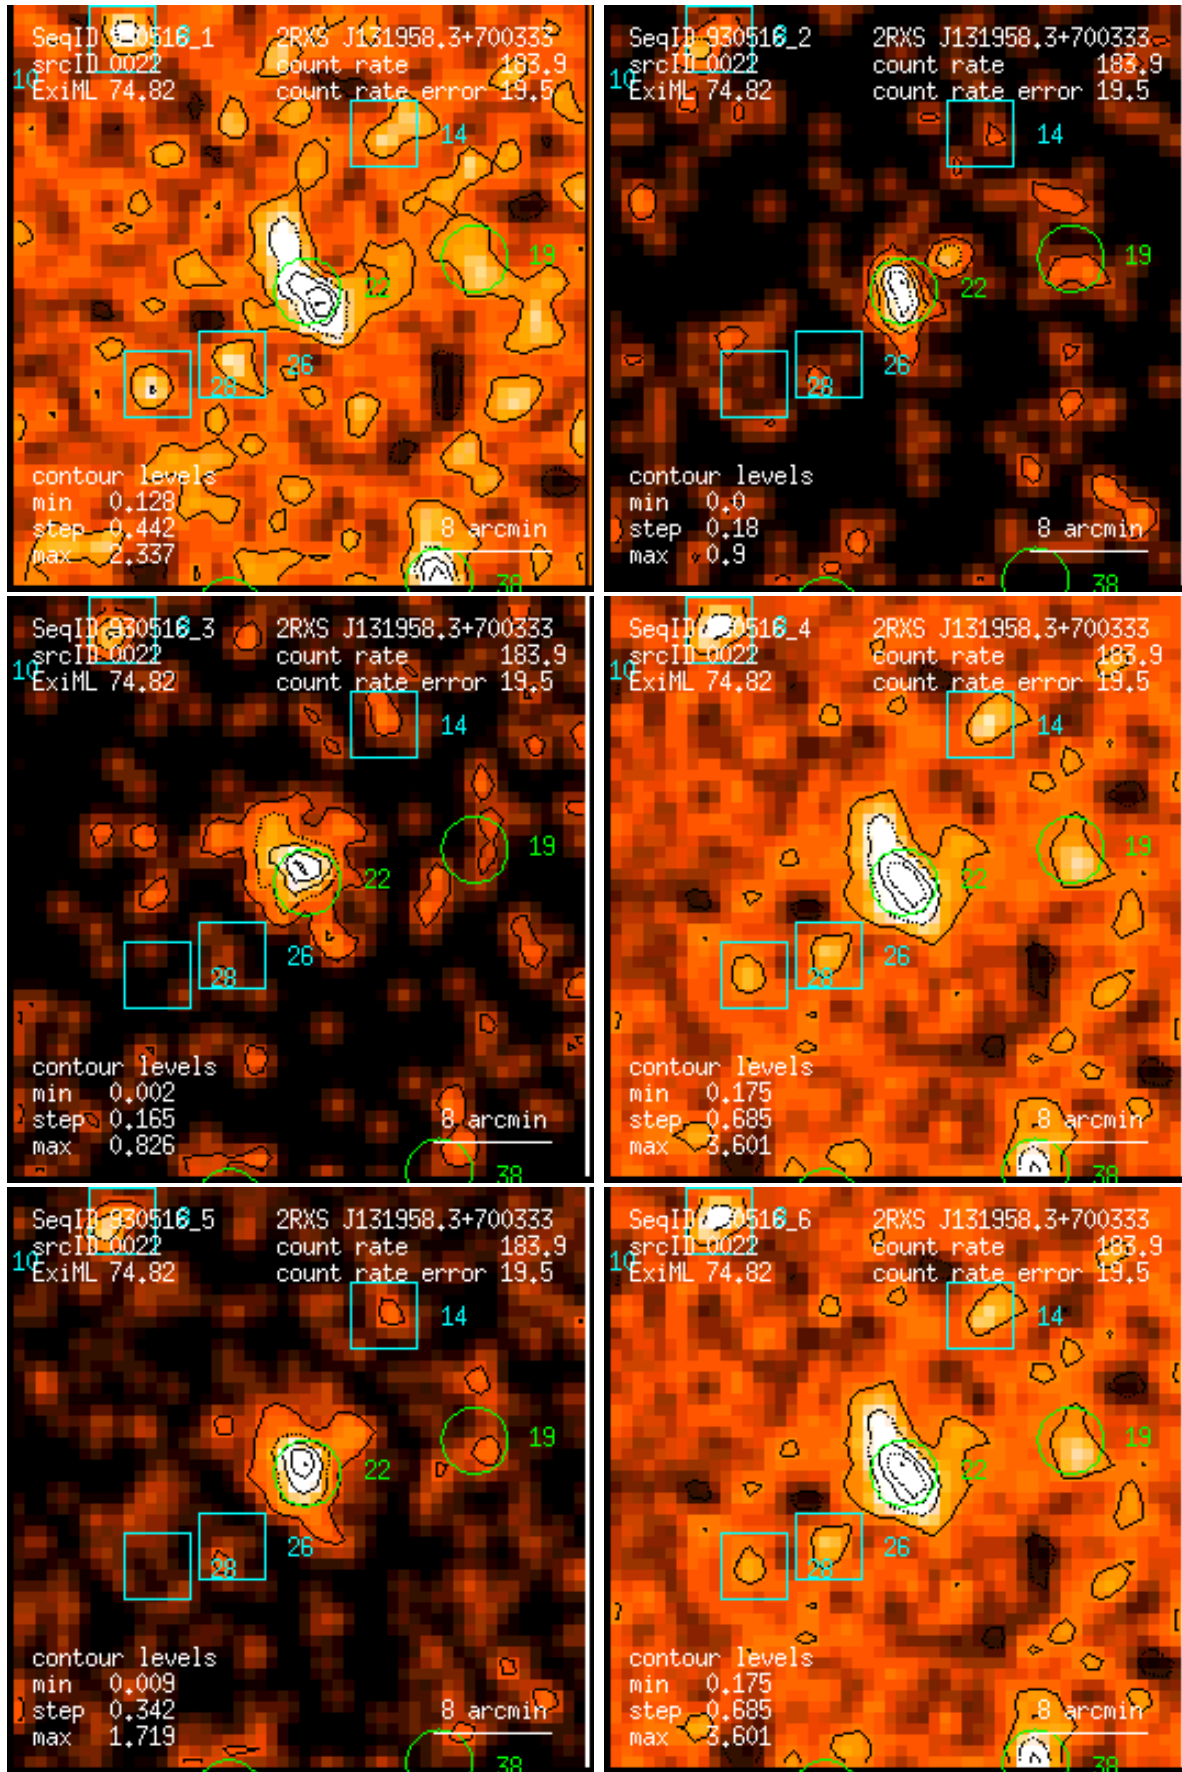 SeqID 930516_1 2RXS J131958.3+700333
srcID 0022 count rate 183.9
10
ExiML 74.82 count rate error 19.5
14
19
22
26
28
contour levels
min 0.128
step 0.442 8 arcmin
max 2.337
38
SeqID 930516_2 2RXS J131958.3+700333
srcID 0022 count rate 183.9
10
ExiML 74.82 count rate error 19.5
14
19
22
26
28
contour levels
min 0.0
step 0.18 8 arcmin
max 0.9
38
SeqID 930516_3 2RXS J131958.3+700333
srcID 0022 count rate 183.9
10
ExiML 74.82 count rate error 19.5
14
19
22
26
28
contour levels
min 0.002
step 0.165 8 arcmin
max 0.826
38
SeqID 930516_4 2RXS J131958.3+700333
srcID 0022 count rate 183.9
10
ExiML 74.82 count rate error 19.5
14
19
22
26
28
contour levels
min 0.175
step 0.685 8 arcmin
max 3.601
38
SeqID 930516_5 2RXS J131958.3+700333
srcID 0022 count rate 183.9
10
ExiML 74.82 count rate error 19.5
14
19
22
26
28
contour levels
min 0.009
step 0.342 8 arcmin
max 1.719
38
SeqID 930516_6 2RXS J131958.3+700333
srcID 0022 count rate 183.9
10
ExiML 74.82 count rate error 19.5
14
19
22
26
28
contour levels
min 0.175
step 0.685 8 arcmin
max 3.601
38